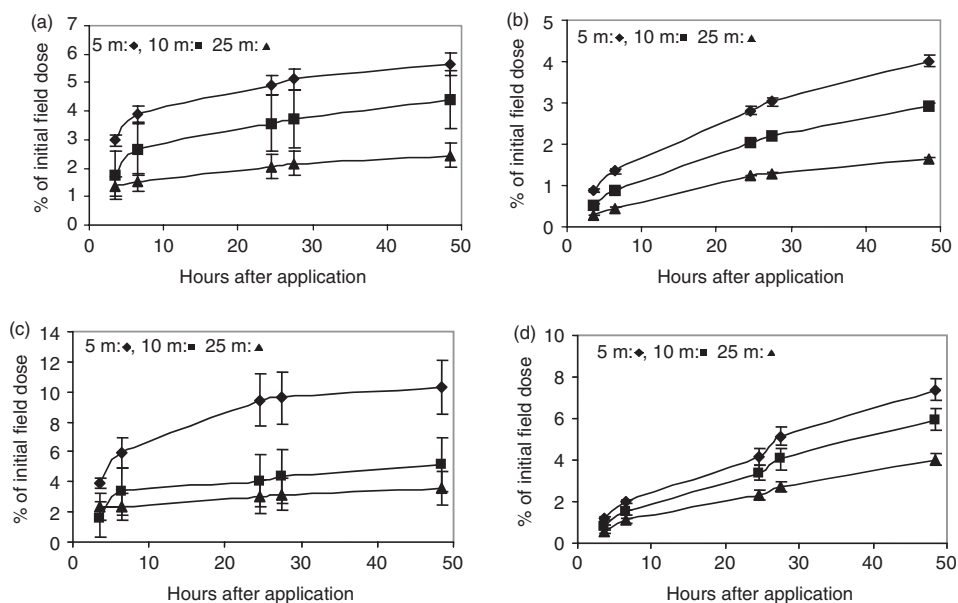 (a)
7
6
5
4
3
2
1
0
5 m:◆, 10 m:■ 25 m:▲
% of initial field dose
0 10 20 30 40 50
Hours after application
(b)
5
4
3
2
1
0
5 m:◆, 10 m:■ 25 m:▲
% of initial field dose
0 10 20 30 40 50
Hours after application
(c)
14
12
10
8
6
4
2
0
5 m:◆, 10 m:■ 25 m:▲
% of initial field dose
0 10 20 30 40 50
Hours after application
(d)
10
8
6
4
2
0
5 m:◆, 10 m:■ 25 m:▲
% of initial field dose
0 10 20 30 40 50
Hours after application